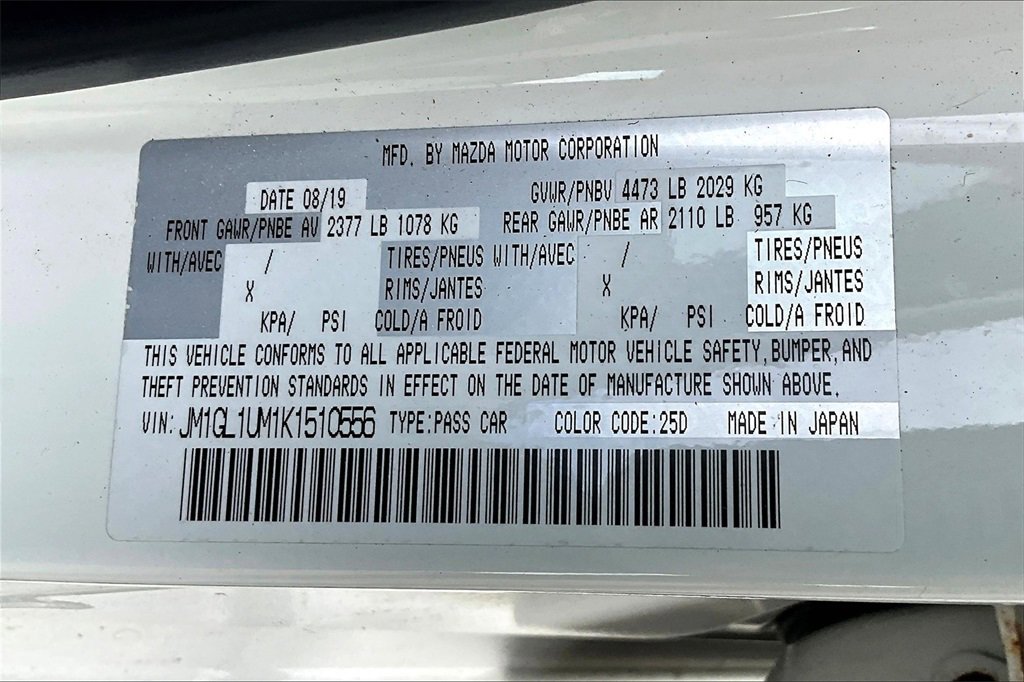 MFD. BY MAZDA MOTOR CORPORATION
DATE 08/19 GVWR/PNBV 4473 LB 2029 KG
FRONT GAWR/PNBE AV 2377 LB 1078 KG REAR GAWR/PNBE AR 2110 LB 957 KG
WITH/AVEC / TIRES/PNEUS WITH/AVEC / TIRES/PNEUS
X RIMS/JANTES X RIMS/JANTES
KPA/ PSI COLD/A FROID KPA/ PSI COLD/A FROID
THIS VEHICLE CONFORMS TO ALL APPLICABLE FEDERAL MOTOR VEHICLE SAFETY,BUMPER,AND
THEFT PREVENTION STANDARDS IN EFFECT ON THE DATE OF MANUFACTURE SHOWN ABOVE.
VIN:JM1GL1UM1K1510556 TYPE:PASS CAR COLOR CODE:25D MADE IN JAPAN